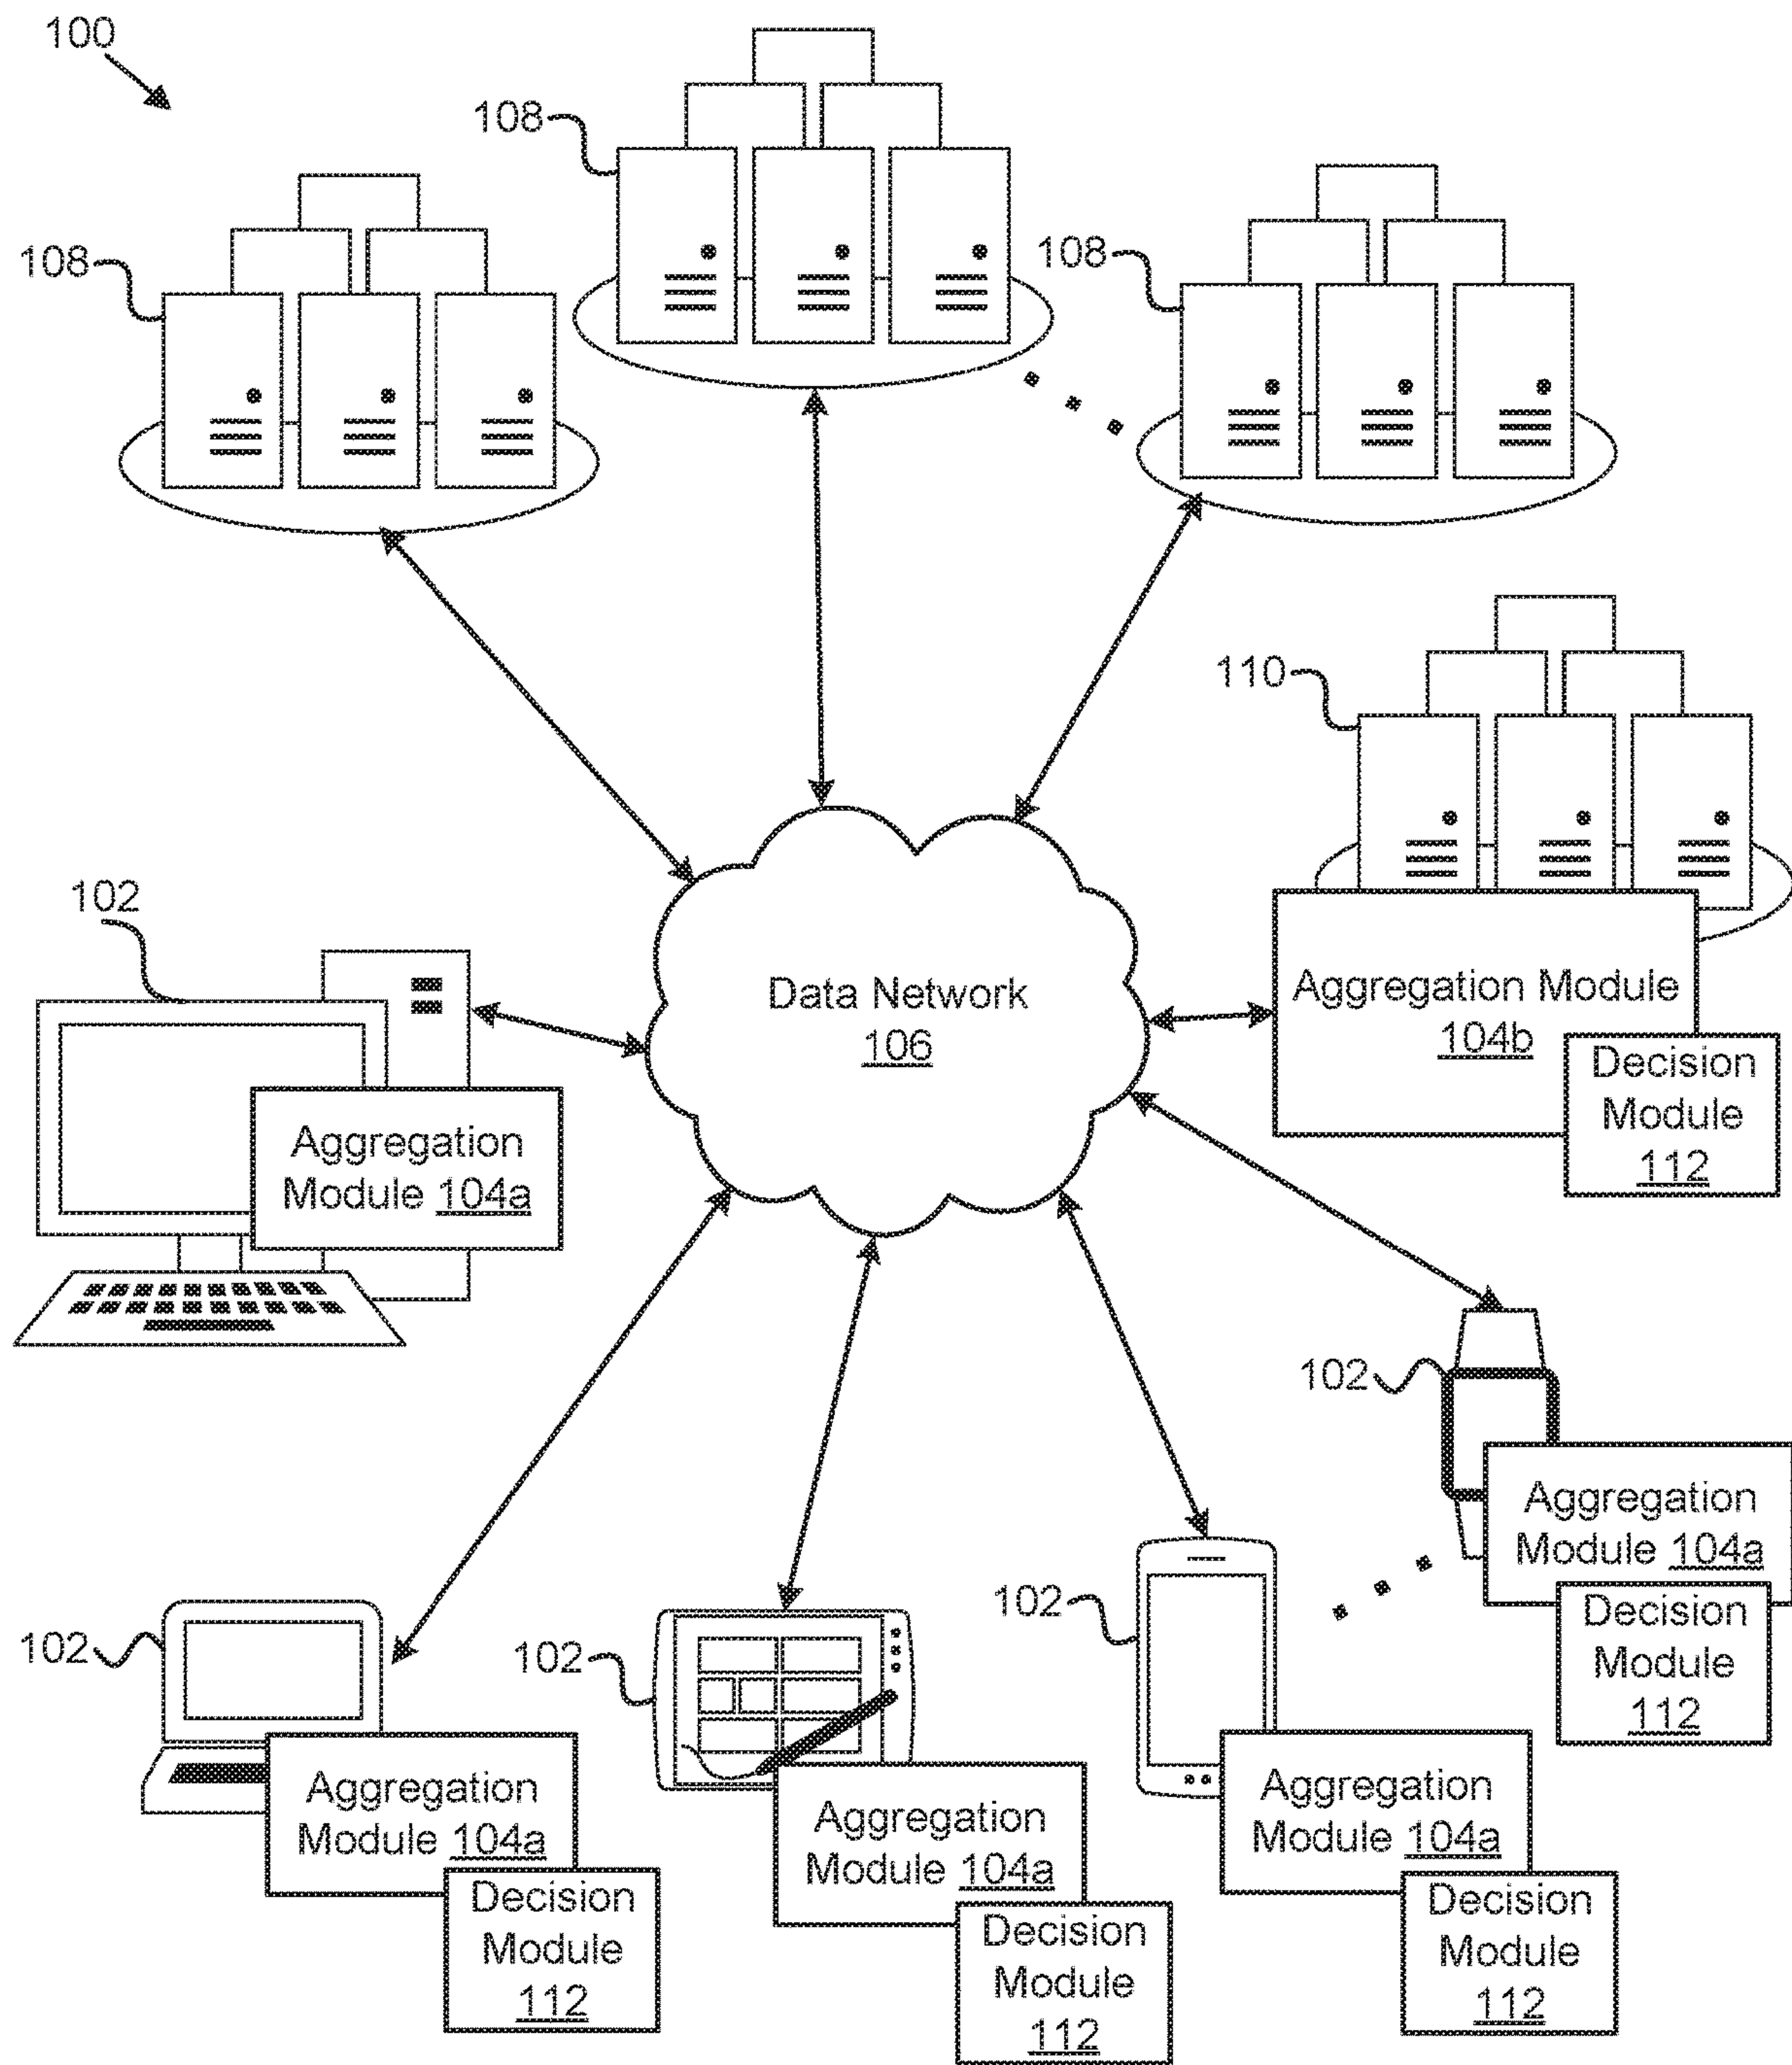 100
108
108
108
110
102
Data Network
106
Aggregation Module
104b
Decision
Module
112
Aggregation
Module 104a
102
Aggregation
Module 104a
Decision
Module
112
102
Aggregation
Module 104a
Decision
Module
112
102
Aggregation
Module 104a
Decision
Module
112
102
Aggregation
Module 104a
Decision
Module
112